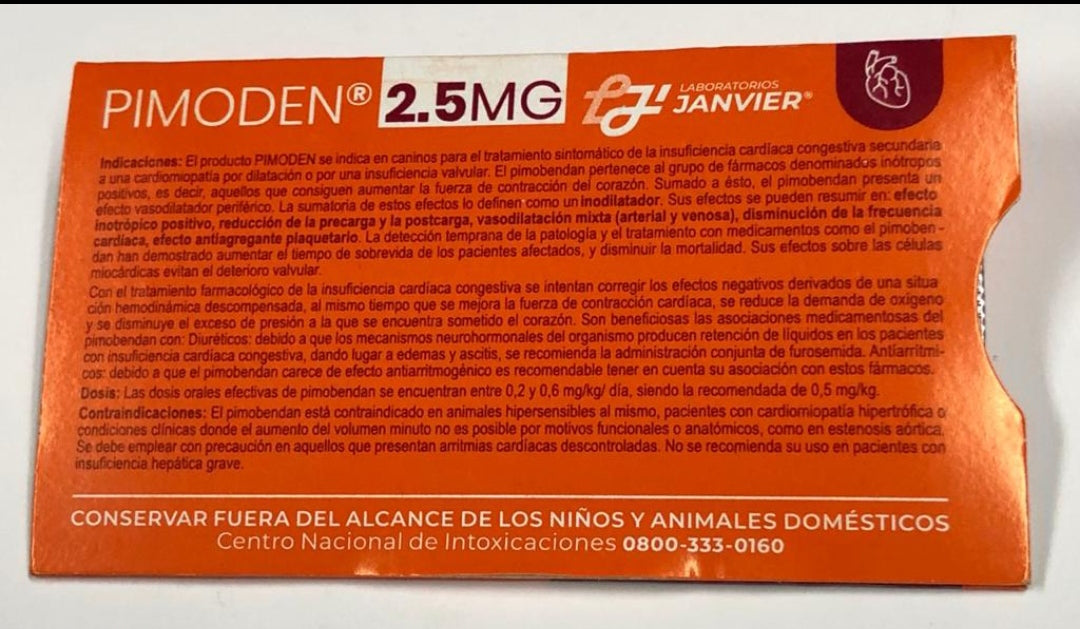 PIMODEN® 2.5MG LJ! LABORATORIOS JANVIER®
Indicaciones: El producto PIMODEN se indica en caninos para el tratamiento sintomático de la insuficiencia cardíaca congestiva secundaria
a una cardiomiopatía por dilatación o por una insuficiencia valvular. El pimobendan pertenece al grupo de fármacos denominados inótropos
positivos, es decir, aquellos que consiguen aumentar la fuerza de contracción del corazón. Sumado a ésto, el pimobendan presenta un
efecto vasodilatador periférico. La sumatoria de estos efectos lo definen como un inodilatador. Sus efectos se pueden resumir en: efecto
inotrópico positivo, reducción de la precarga y la postcarga, vasodilatación mixta (arterial y venosa), disminución de la frecuencia
cardíaca, efecto antiagregante plaquetario. La detección temprana de la patología y el tratamiento con medicamentos como el pimoben-
dan han demostrado aumentar el tiempo de sobrevida de los pacientes afectados, y disminuir la mortalidad. Sus efectos sobre las células
miocárdicas evitan el deterioro valvular.
Con el tratamiento farmacológico de la insuficiencia cardíaca congestiva se intentan corregir los efectos negativos derivados de una situa
ción hemodinámica descompensada, al mismo tiempo que se mejora la fuerza de contracción cardíaca, se reduce la demanda de oxígeno
y se disminuye el exceso de presión a la que se encuentra sometido el corazón. Son beneficiosas las asociaciones medicamentosas del
pimobendan con: Diuréticos: debido a que los mecanismos neurohormonales del organismo producen retención de líquidos en los pacientes
con insuficiencia cardíaca congestiva, dando lugar a edemas y ascitis, se recomienda la administración conjunta de furosemida. Antiarrítmi-
cos: debido a que el pimobendan carece de efecto antiarritmogénico es recomendable tener en cuenta su asociación con estos fármacos.
Dosis: Las dosis orales efectivas de pimobendan se encuentran entre 0,2 y 0,6 mg/kg/ día, siendo la recomendada de 0,5 mg/kg.
Contraindicaciones: El pimobendan está contraindicado en animales hipersensibles al mismo, pacientes con cardiomiopatía hipertrófica o
condiciones clínicas donde el aumento del volumen minuto no es posible por motivos funcionales o anatómicos, como en estenosis aórtica.
Se debe emplear con precaución en aquellos que presentan arritmias cardíacas descontroladas. No se recomienda su uso en pacientes con
insuficiencia hepática grave.
CONSERVAR FUERA DEL ALCANCE DE LOS NIÑOS Y ANIMALES DOMÉSTICOS
Centro Nacional de Intoxicaciones 0800-333-0160